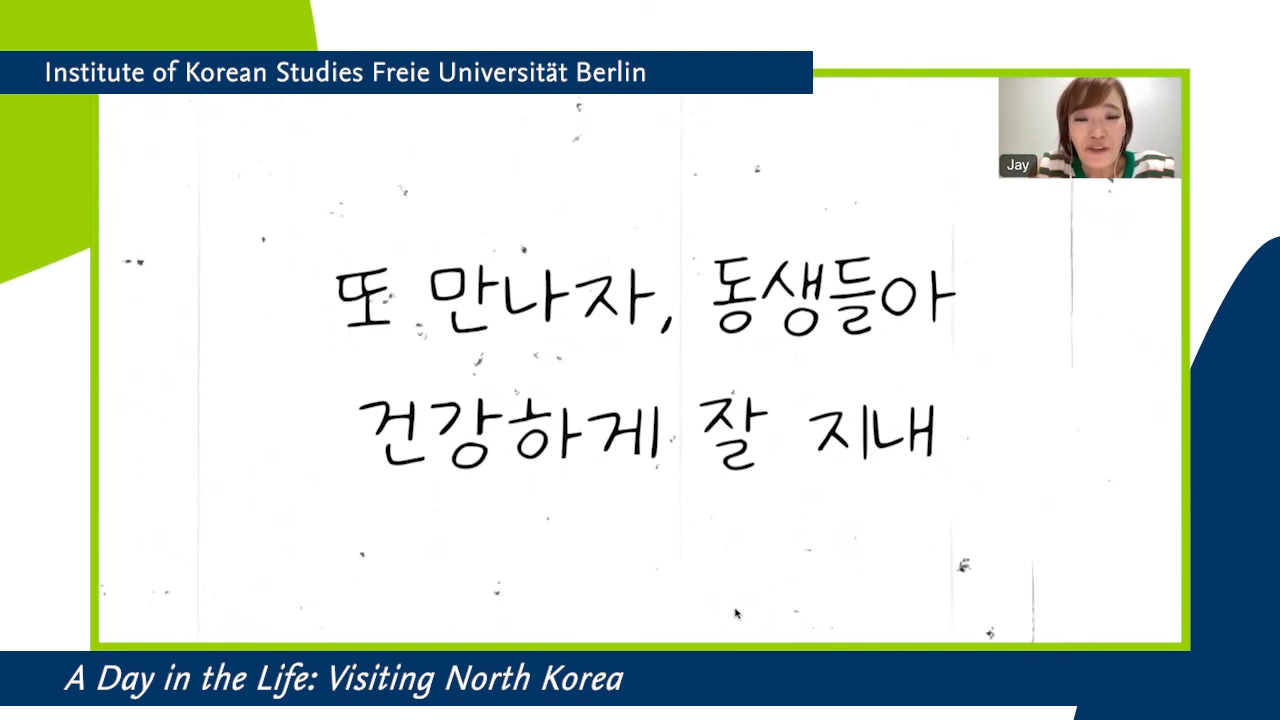 Institute of Korean Studies Freie Universität Berlin
Jay
또 만나자, 동생들아
건강하게 잘 지내
A Day in the Life: Visiting North Korea